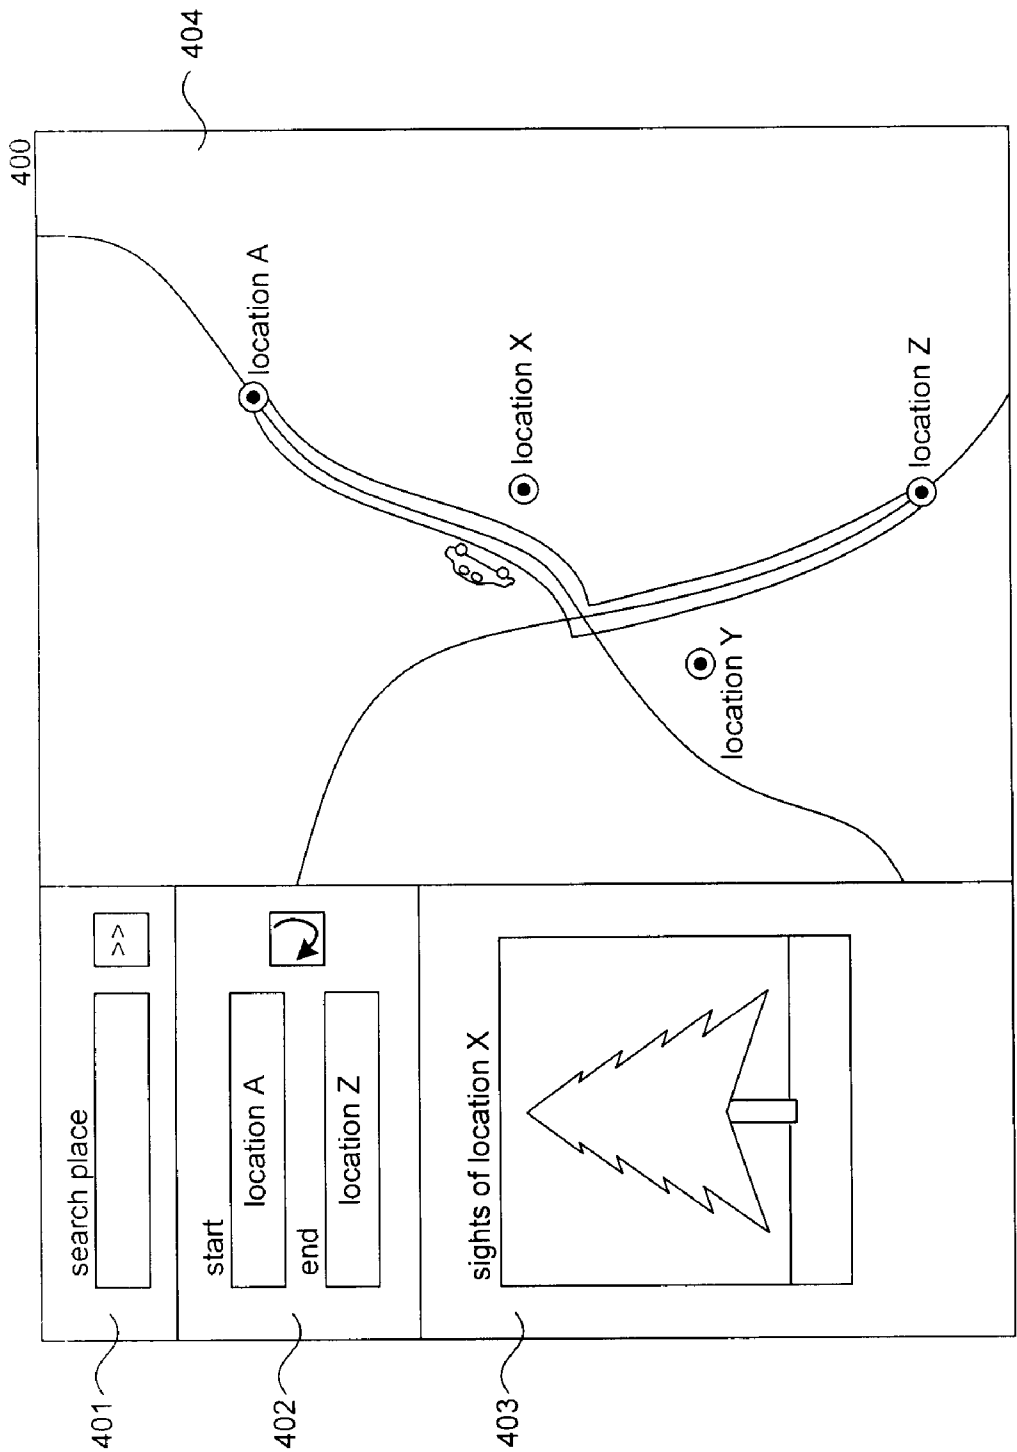 400
404
401
search place
>>
402
start
location A
end
location Z
403
sights of location X
location A
location X
location Y
location Z